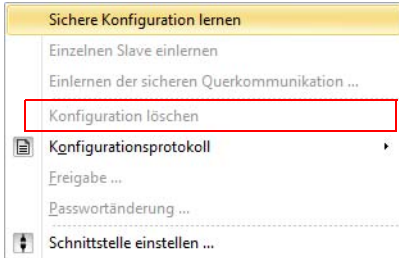 Sichere Konfiguration lernen
Einzelnen Slave einlernen
Einlernen der sicheren Querkommunikation ...
Konfiguration löschen
Konfigurationsprotokoll
Freigabe ...
Passwortänderung ...
Schnittstelle einstellen ...